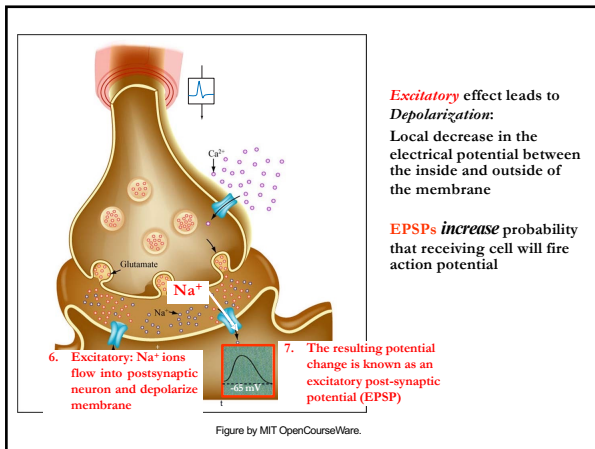 Excitatory effect leads to
Depolarization:
Local decrease in the
electrical potential between
the inside and outside of
the membrane
EPSPs increase probability
that receiving cell will fire
action potential
Ca2+
Glutamate
Na+
Na+
6. Excitatory: Na+ ions
flow into postsynaptic
neuron and depolarize
membrane
-65 mV
t
7. The resulting potential
change is known as an
excitatory post-synaptic
potential (EPSP)
Figure by MIT OpenCourseWare.